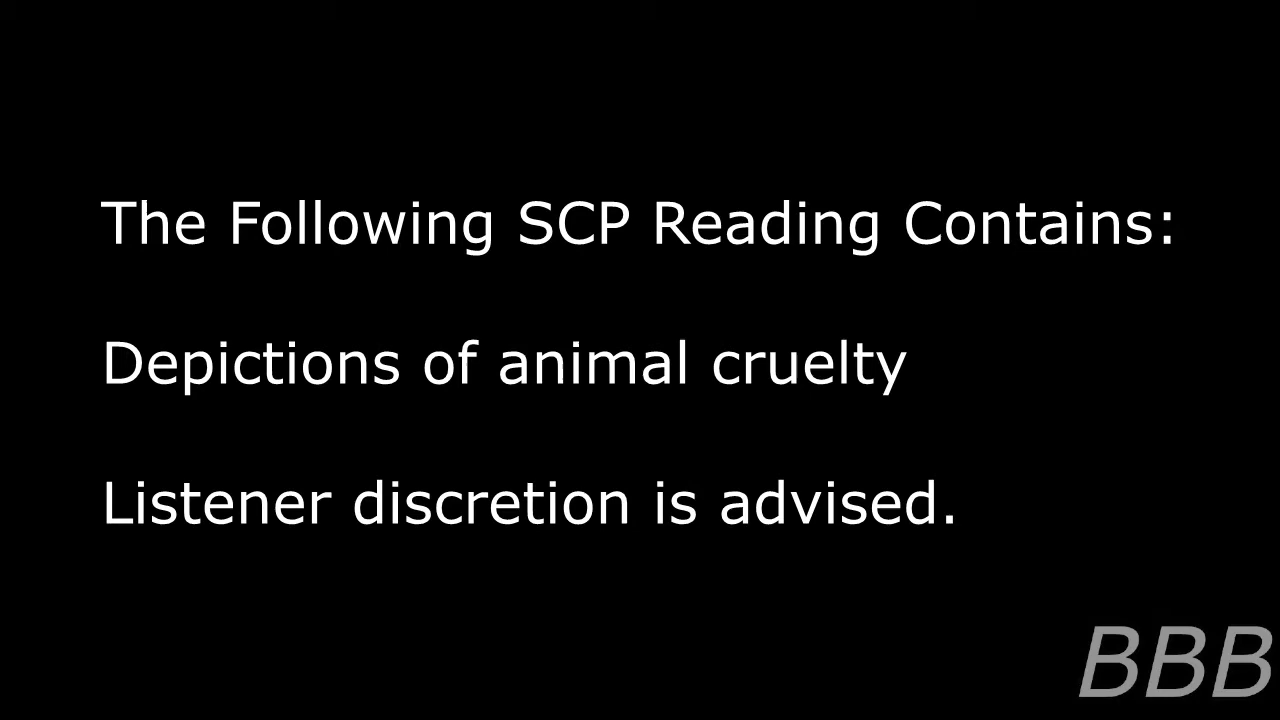 The Following SCP Reading Contains:
Depictions of animal cruelty
Listener discretion is advised.
BBB